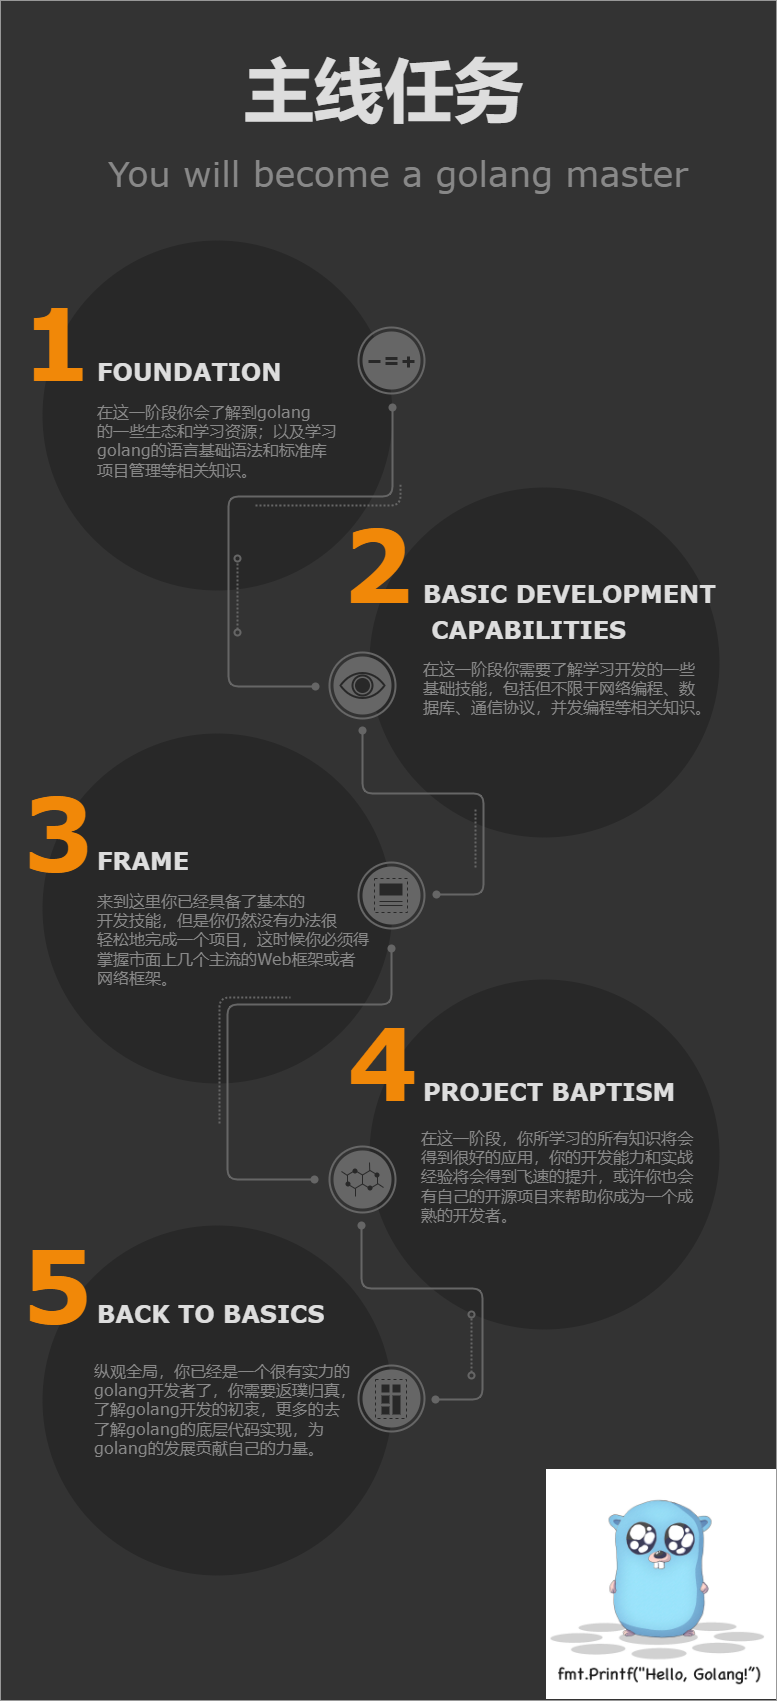 主线任务
You will become a golang master
1
FOUNDATION
在这一阶段你会了解到golang
的一些生态和学习资源；以及学习
golang的语言基础语法和标准库
项目管理等相关知识。
2
BASIC DEVELOPMENT
CAPABILITIES
在这一阶段你需要了解学习开发的一些
基础技能，包括但不限于网络编程、数
据库、通信协议，并发编程等相关知识。
3
FRAME
来到这里你已经具备了基本的
开发技能，但是你仍然没有办法很
轻松地完成一个项目，这时候你必须得
掌握市面上几个主流的Web框架或者
网络框架。
4
PROJECT BAPTISM
在这一阶段，你所学习的所有知识将会
得到很好的应用，你的开发能力和实战
经验将会得到飞速的提升，或许你也会
有自己的开源项目来帮助你成为一个成
熟的开发者。
5
BACK TO BASICS
纵观全局，你已经是一个很有实力的
golang开发者了，你需要返璞归真，
了解golang开发的初衷，更多的去
了解golang的底层代码实现，为
golang的发展贡献自己的力量。
fmt.Printf("Hello, Golang!")